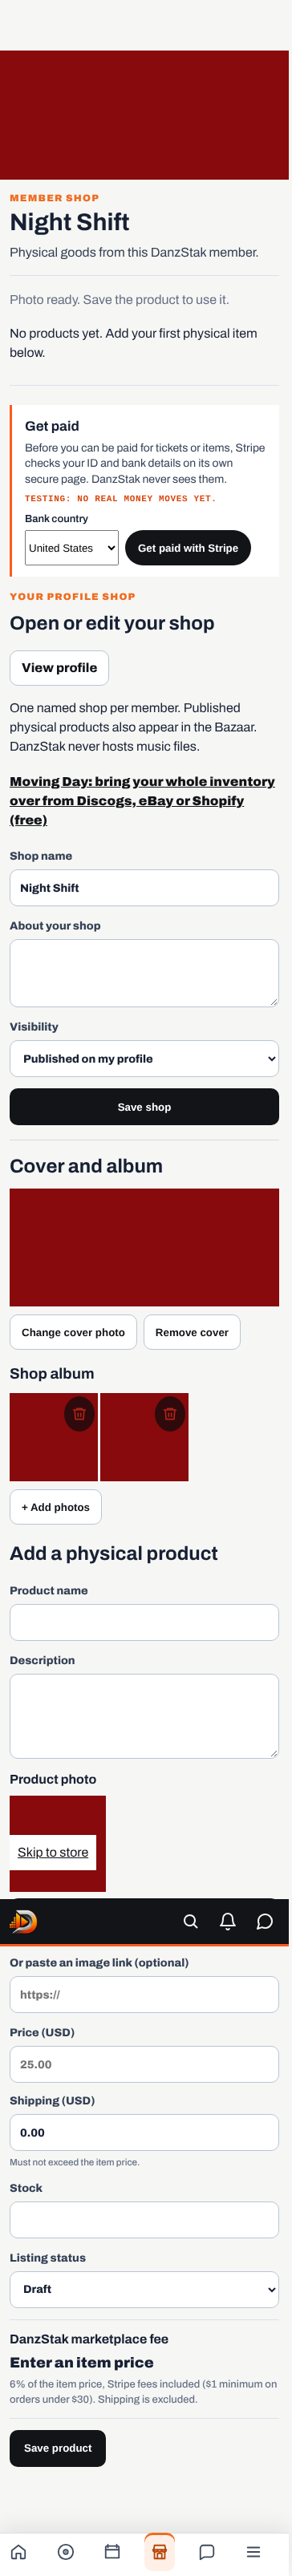 MEMBER SHOP
Night Shift
Physical goods from this DanzStak member.
Photo ready. Save the product to use it.
No products yet. Add your first physical item
below.
Get paid
Before you can be paid for tickets or items, Stripe
checks your ID and bank details on its own
secure page. DanzStak never sees them.
TESTING: NO REAL MONEY MOVES YET.
Bank country
United States
Get paid with Stripe
YOUR PROFILE SHOP
Open or edit your shop
View profile
One named shop per member. Published
physical products also appear in the Bazaar.
DanzStak never hosts music files.
Moving Day: bring your whole inventory
over from Discogs, eBay or Shopify
(free)
Shop name
Night Shift
About your shop
Visibility
Published on my profile
Save shop
Cover and album
Change cover photo
Remove cover
Shop album
+ Add photos
Add a physical product
Product name
Description
Product photo
Skip to store
Or paste an image link (optional)
https://
Price (USD)
25.00
Shipping (USD)
0.00
Must not exceed the item price.
Stock
Listing status
Draft
DanzStak marketplace fee
Enter an item price
6% of the item price, Stripe fees included ($1 minimum on
orders under $30). Shipping is excluded.
Save product